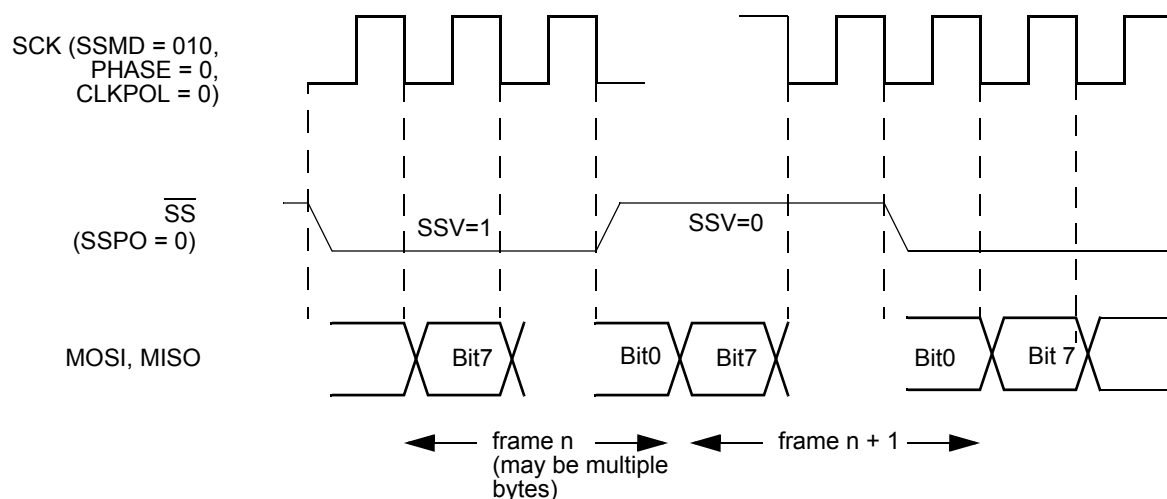 SCK (SSMD = 010,
PHASE = 0,
CLKPOL = 0)
SS
(SSPO = 0)
SSV=1
SSV=0
MOSI, MISO
Bit7
Bit0
Bit7
Bit0
Bit 7
frame n
(may be multiple
bytes)
frame n + 1